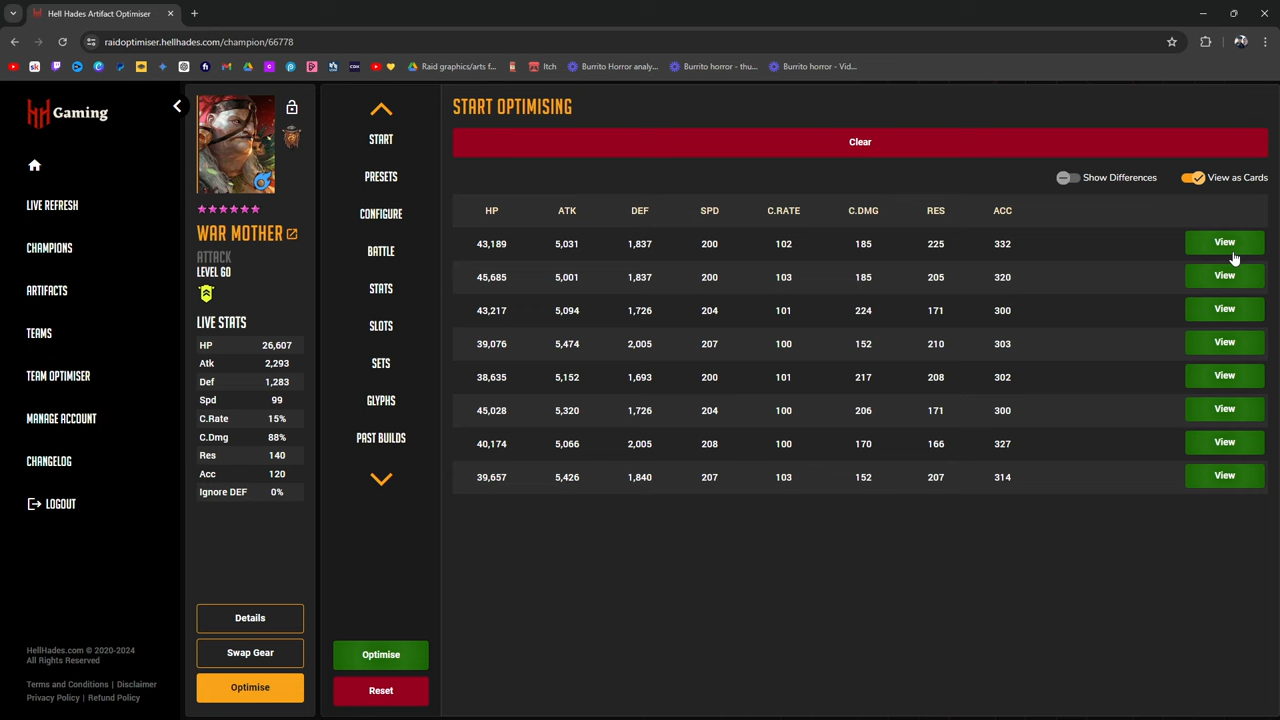 Hell Hades Artifact Optimiser
raidoptimiser.hellhades.com/champion/66778
Raid graphics/arts f...
Itch
Burrito Horror analy...
Burrito horror - thu...
Burrito horror - Vid...
Gaming
LIVE REFRESH
CHAMPIONS
ARTIFACTS
TEAMS
TEAM OPTIMISER
MANAGE ACCOUNT
CHANGELOG
LOGOUT
HellHades.com © 2020-2024
All Rights Reserved
Terms and Conditions | Disclaimer
Privacy Policy | Refund Policy
WAR MOTHER
ATTACK
LEVEL 60
LIVE STATS
HP 26,607
Atk 2,293
Def 1,283
Spd 99
C.Rate 15%
C.Dmg 88%
Res 140
Acc 120
Ignore DEF 0%
Details
Swap Gear
Optimise
START
PRESETS
CONFIGURE
BATTLE
STATS
SLOTS
SETS
GLYPHS
PAST BUILDS
Optimise
Reset
START OPTIMISING
Clear
Show Differences View as Cards
HP ATK DEF SPD C.RATE C.DMG RES ACC
43,189 5,031 1,837 200 102 185 225 332 View
45,685 5,001 1,837 200 103 185 205 320 View
43,217 5,094 1,726 204 101 224 171 300 View
39,076 5,474 2,005 207 100 152 210 303 View
38,635 5,152 1,693 200 101 217 208 302 View
45,028 5,320 1,726 204 100 206 171 300 View
40,174 5,066 2,005 208 100 170 166 327 View
39,657 5,426 1,840 207 103 152 207 314 View